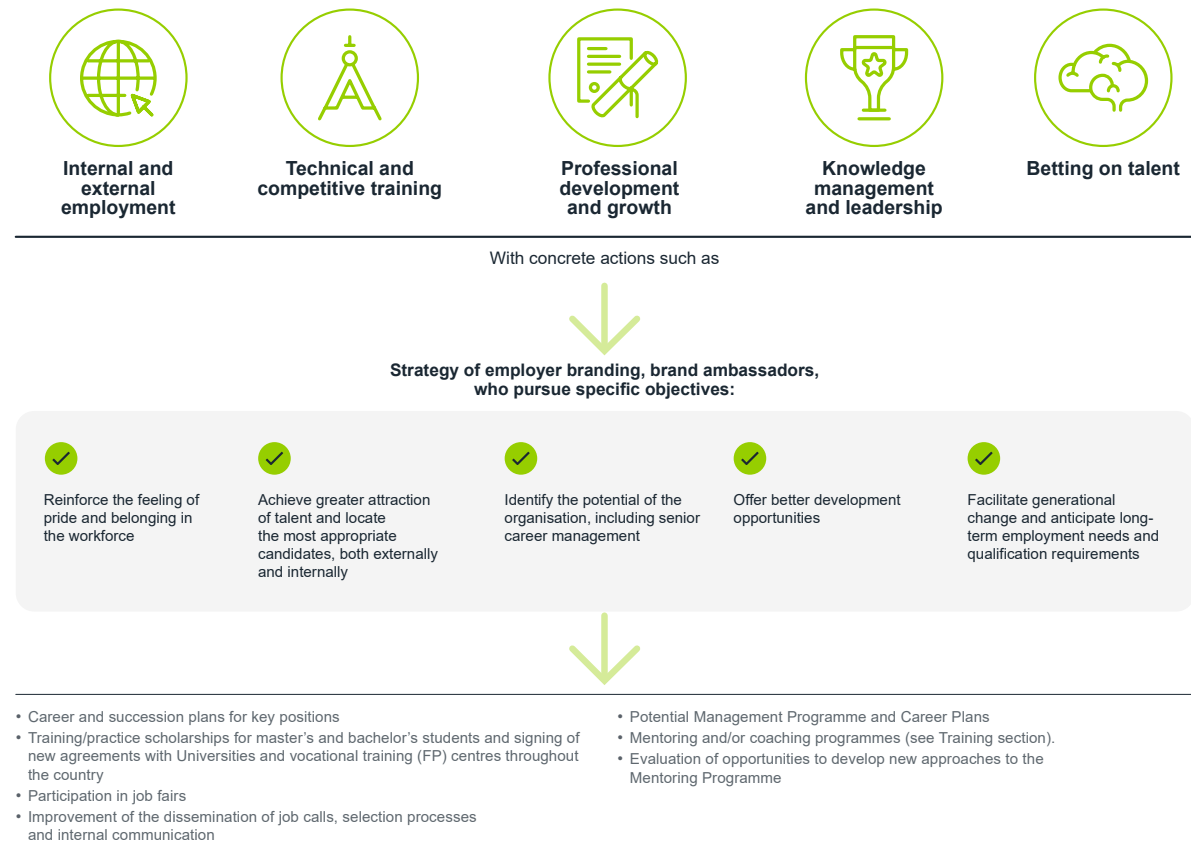 Internal and
external
employment
Technical and
competitive training
Professional
development
and growth
Knowledge
management
and leadership
Betting on talent
With concrete actions such as
Strategy of employer branding, brand ambassadors,
who pursue specific objectives:
Reinforce the feeling of
pride and belonging in
the workforce
Achieve greater attraction
of talent and locate
the most appropriate
candidates, both externally
and internally
Identify the potential of the
organisation, including senior
career management
Offer better development
opportunities
Facilitate generational
change and anticipate long-
term employment needs and
qualification requirements
• Career and succession plans for key positions
• Training/practice scholarships for master’s and bachelor’s students and signing of
new agreements with Universities and vocational training (FP) centres throughout
the country
• Participation in job fairs
• Improvement of the dissemination of job calls, selection processes
and internal communication
• Potential Management Programme and Career Plans
• Mentoring and/or coaching programmes (see Training section).
• Evaluation of opportunities to develop new approaches to the
Mentoring Programme